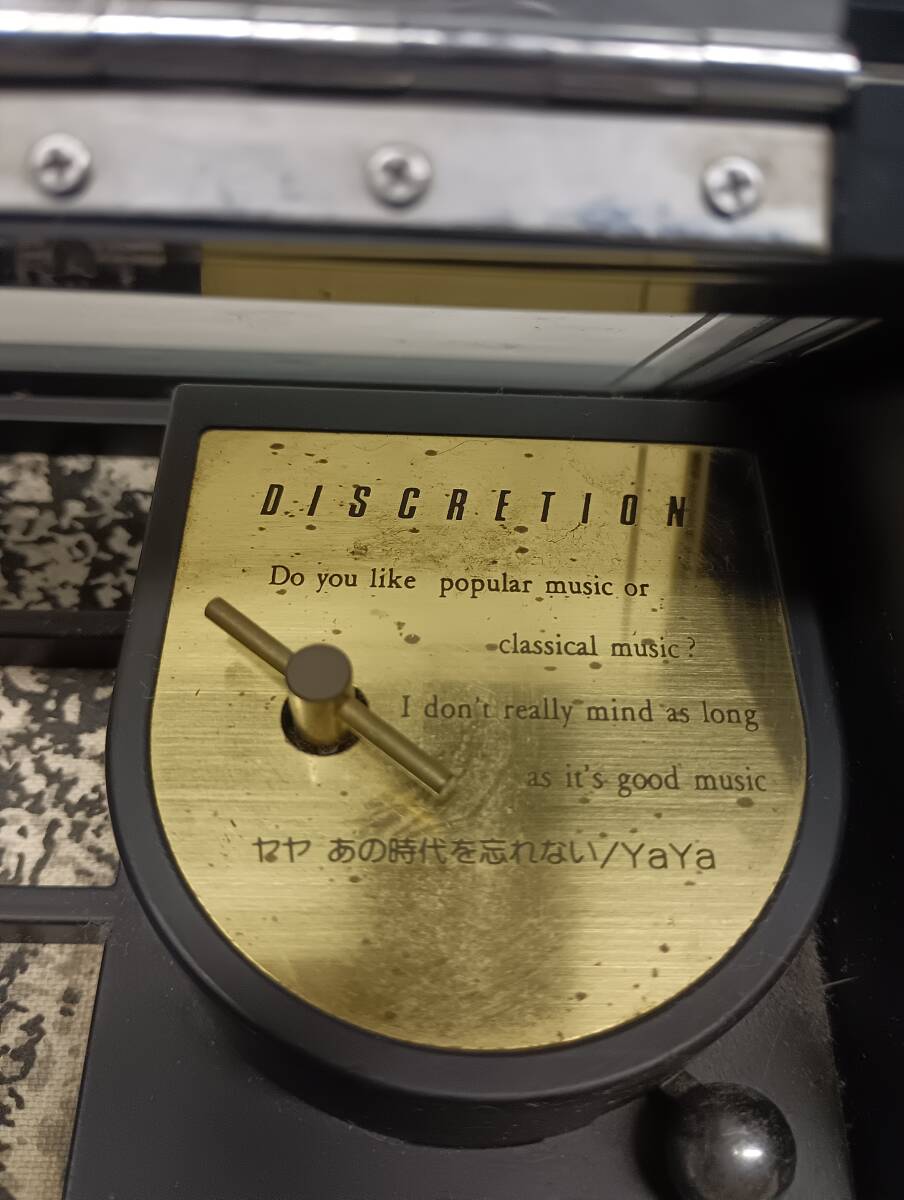 DISCRETION
Do you like popular music or
classical music?
I don't really mind as long
as it's good music
ヤヤ あの時代を忘れない/YaYa